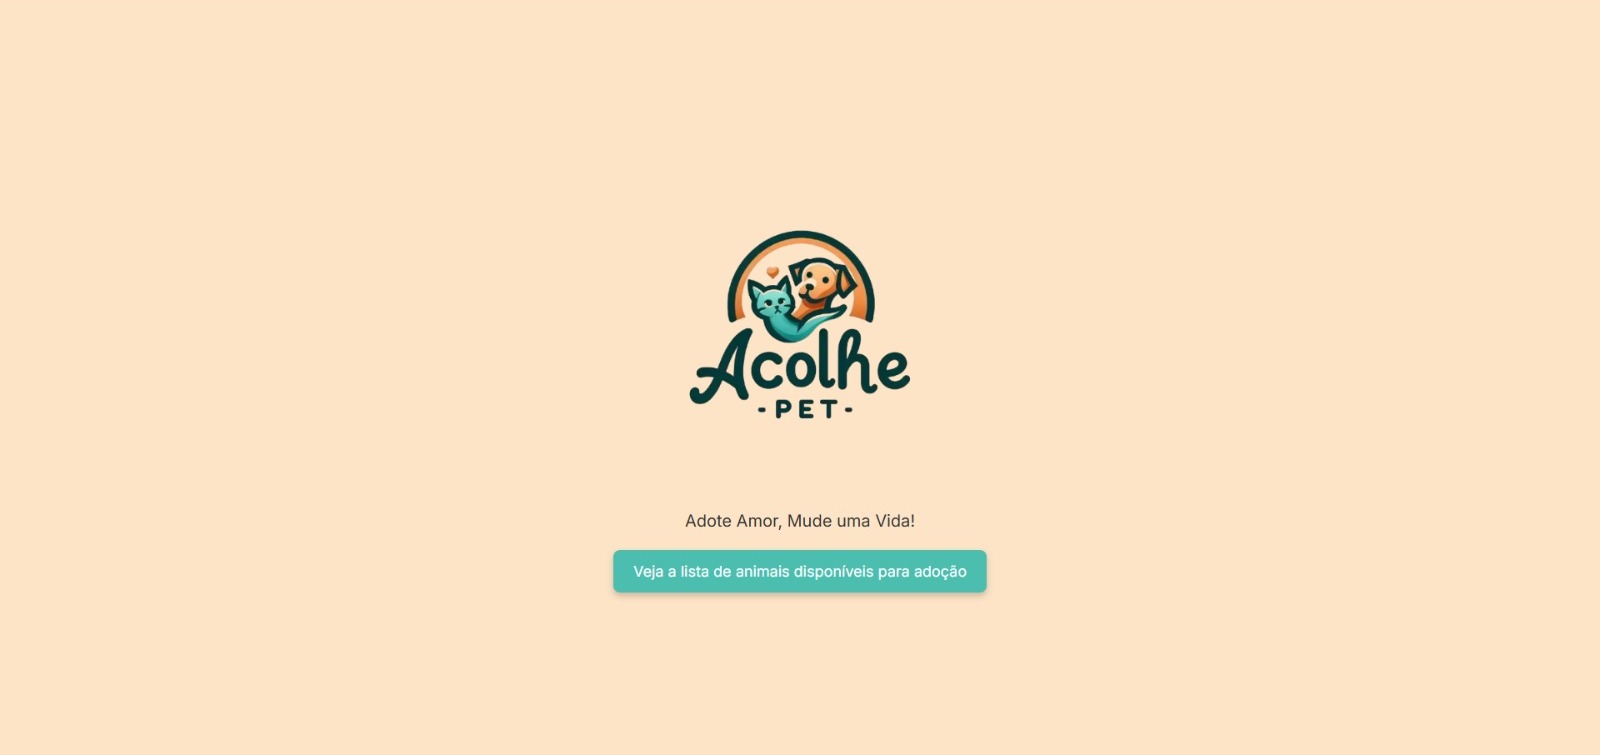 Acolhe
- PET -
Adote Amor, Mude uma Vida!
Veja a lista de animais disponíveis para adoção